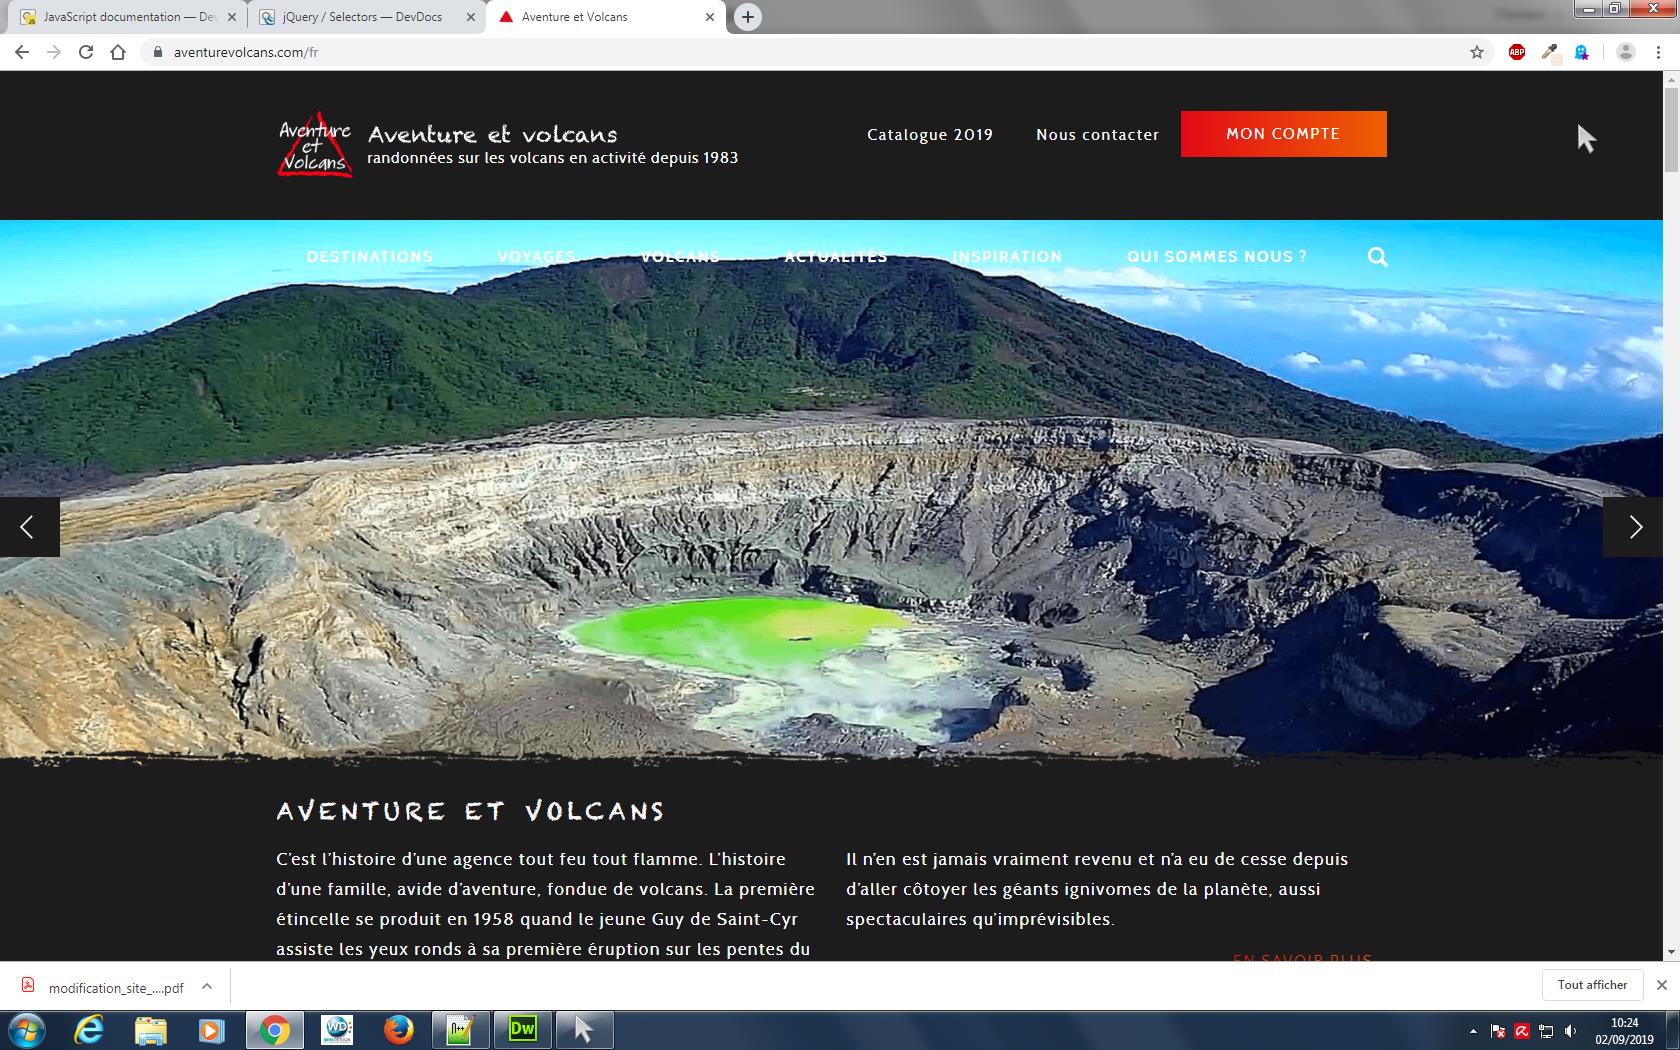 JavaScript documentation — Dev
jQuery / Selectors — DevDocs
Aventure et Volcans
aventurevolcans.com/fr
ABP
Aventure
et
Volcans
Aventure et volcans
randonnées sur les volcans en activité depuis 1983
Catalogue 2019
Nous contacter
MON COMPTE
DESTINATIONS
VOYAGES
VOLCANS
ACTUALITÉS
INSPIRATION
QUI SOMMES NOUS ?
AVENTURE ET VOLCANS
C'est l'histoire d'une agence tout feu tout flamme. L'histoire
d'une famille, avide d'aventure, fondue de volcans. La première
étincelle se produit en 1958 quand le jeune Guy de Saint-Cyr
assiste les yeux ronds à sa première éruption sur les pentes du
Il n'en est jamais vraiment revenu et n'a eu de cesse depuis
d'aller côtoyer les géants ignivomes de la planète, aussi
spectaculaires qu'imprévisibles.
EN SAVOIR PLUS
modification_site_....pdf
Tout afficher
WD
Dw
10:24
02/09/2019